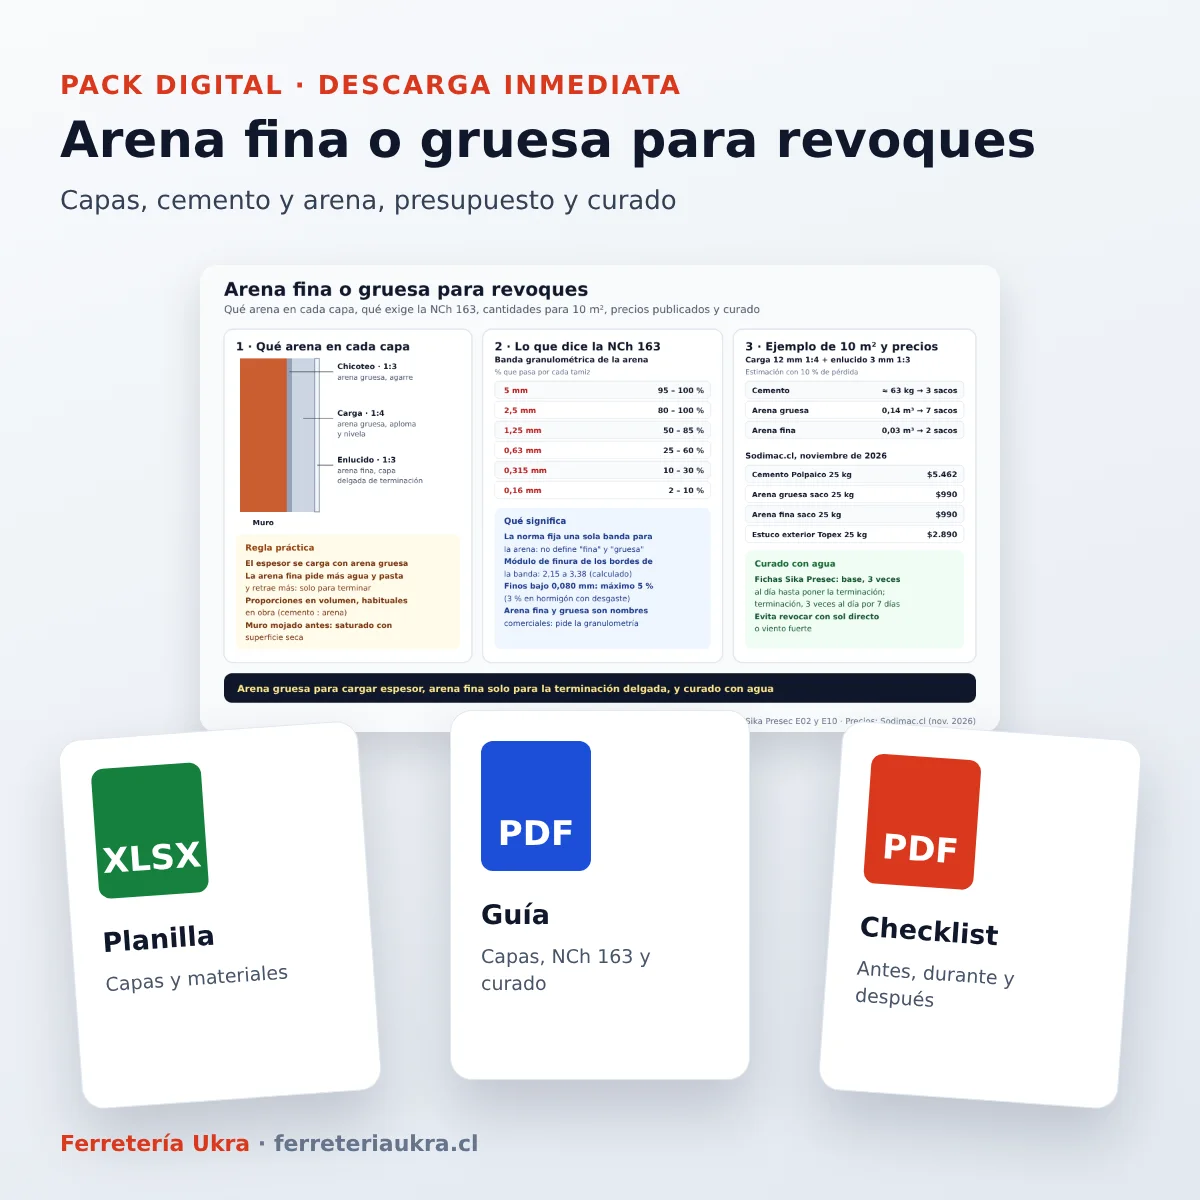 PACK DIGITAL · DESCARGA INMEDIATA
Arena fina o gruesa para revoques
Capas, cemento y arena, presupuesto y curado
Arena fina o gruesa para revoques
Qué arena en cada capa, qué exige la NCh 163, cantidades para 10 m², precios publicados y curado
1 · Qué arena en cada capa
Chicoteo · 1:3
arena gruesa, agarre
Carga · 1:4
arena gruesa, aploma
y nivela
Enlucido · 1:3
arena fina, capa
delgada de terminación
Muro
Regla práctica
El espesor se carga con arena gruesa
La arena fina pide más agua y pasta
y retrae más: solo para terminar
Proporciones en volumen, habituales
en obra (cemento : arena)
Muro mojado antes: saturado con
superficie seca
2 · Lo que dice la NCh 163
Banda granulométrica de la arena
% que pasa por cada tamiz
5 mm 95 – 100 %
2,5 mm 80 – 100 %
1,25 mm 50 – 85 %
0,63 mm 25 – 60 %
0,315 mm 10 – 30 %
0,16 mm 2 – 10 %
Qué significa
La norma fija una sola banda para
la arena: no define "fina" y "gruesa"
Módulo de finura de los bordes de
la banda: 2,15 a 3,38 (calculado)
Finos bajo 0,080 mm: máximo 5 %
(3 % en hormigón con desgaste)
Arena fina y gruesa son nombres
comerciales: pide la granulometría
3 · Ejemplo de 10 m² y precios
Carga 12 mm 1:4 + enlucido 3 mm 1:3
Estimación con 10 % de pérdida
Cemento ≈ 63 kg → 3 sacos
Arena gruesa 0,14 m³ → 7 sacos
Arena fina 0,03 m³ → 2 sacos
Sodimac.cl, noviembre de 2026
Cemento Polpaico 25 kg $5.462
Arena gruesa saco 25 kg $990
Arena fina saco 25 kg $990
Estuco exterior Topex 25 kg $2.890
Curado con agua
Fichas Sika Presec: base, 3 veces
al día hasta poner la terminación;
terminación, 3 veces al día por 7 días
Evita revocar con sol directo
o viento fuerte
Arena gruesa para cargar espesor, arena fina solo para la terminación delgada, y curado con agua
Sika Presec E02 y E10 · Precios: Sodimac.cl (nov. 2026)
XLSX
Planilla
Capas y materiales
PDF
Guía
Capas, NCh 163 y
curado
PDF
Checklist
Antes, durante y
después
Ferretería Ukra · ferreteriaukra.cl